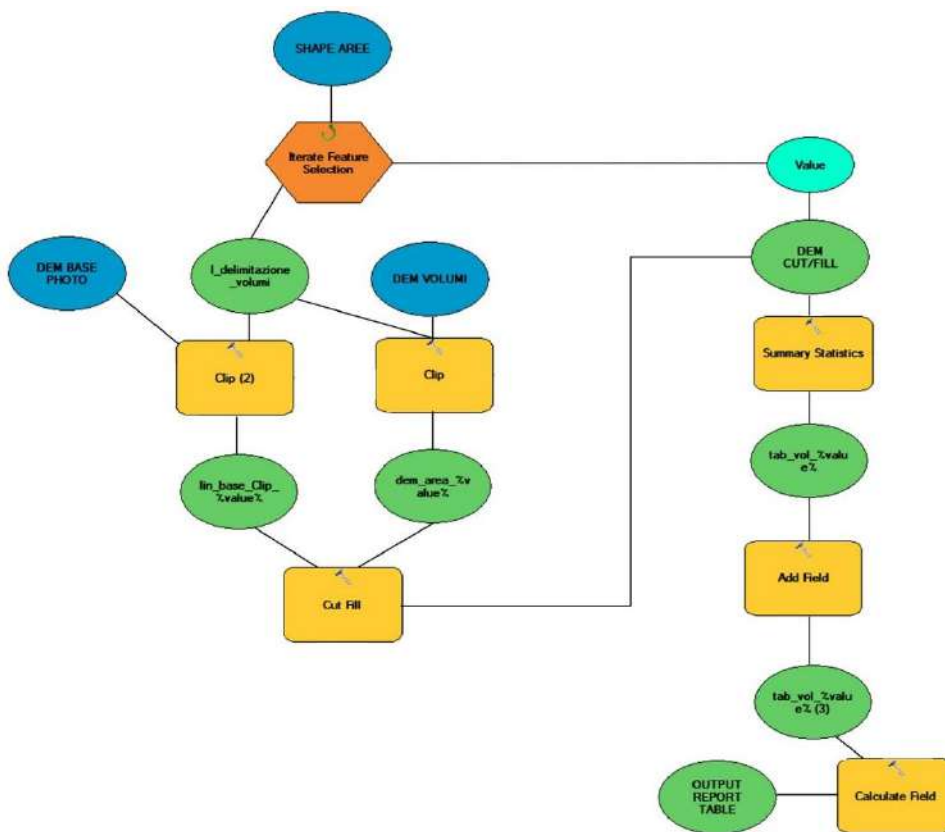 SHAPE AREE
Iterate Feature
Selection
Value
DEM BASE
PHOTO
I_delimitazione
_volumi
DEM VOLUMI
DEM
CUT/FILL
Clip (2)
Clip
Summary Statistics
lin_base_Clip_
%value%
dem_area_%v
alue%
tab_vol_%valu
e%
Cut Fill
Add Field
tab_vol_%valu
e% (3)
OUTPUT
REPORT
TABLE
Calculate Field